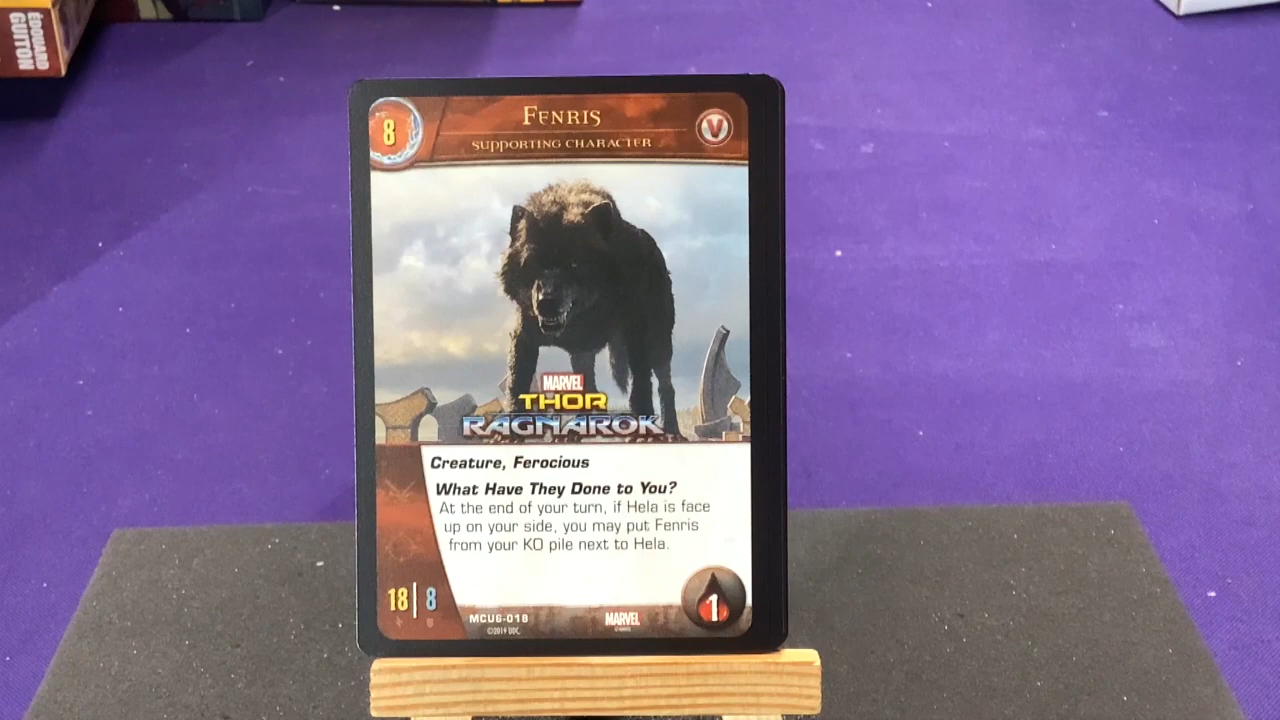 EDOUARD
GUITON
8
FENRIS
V
SUPPORTING CHARACTER
MARVEL
THOR
RAGNAROK
Creature, Ferocious
What Have They Done to You?
At the end of your turn, if Hela is face
up on your side, you may put Fenris
from your KO pile next to Hela.
18 | 8
1
MCU6-018
MARVEL
©2019 UDC.